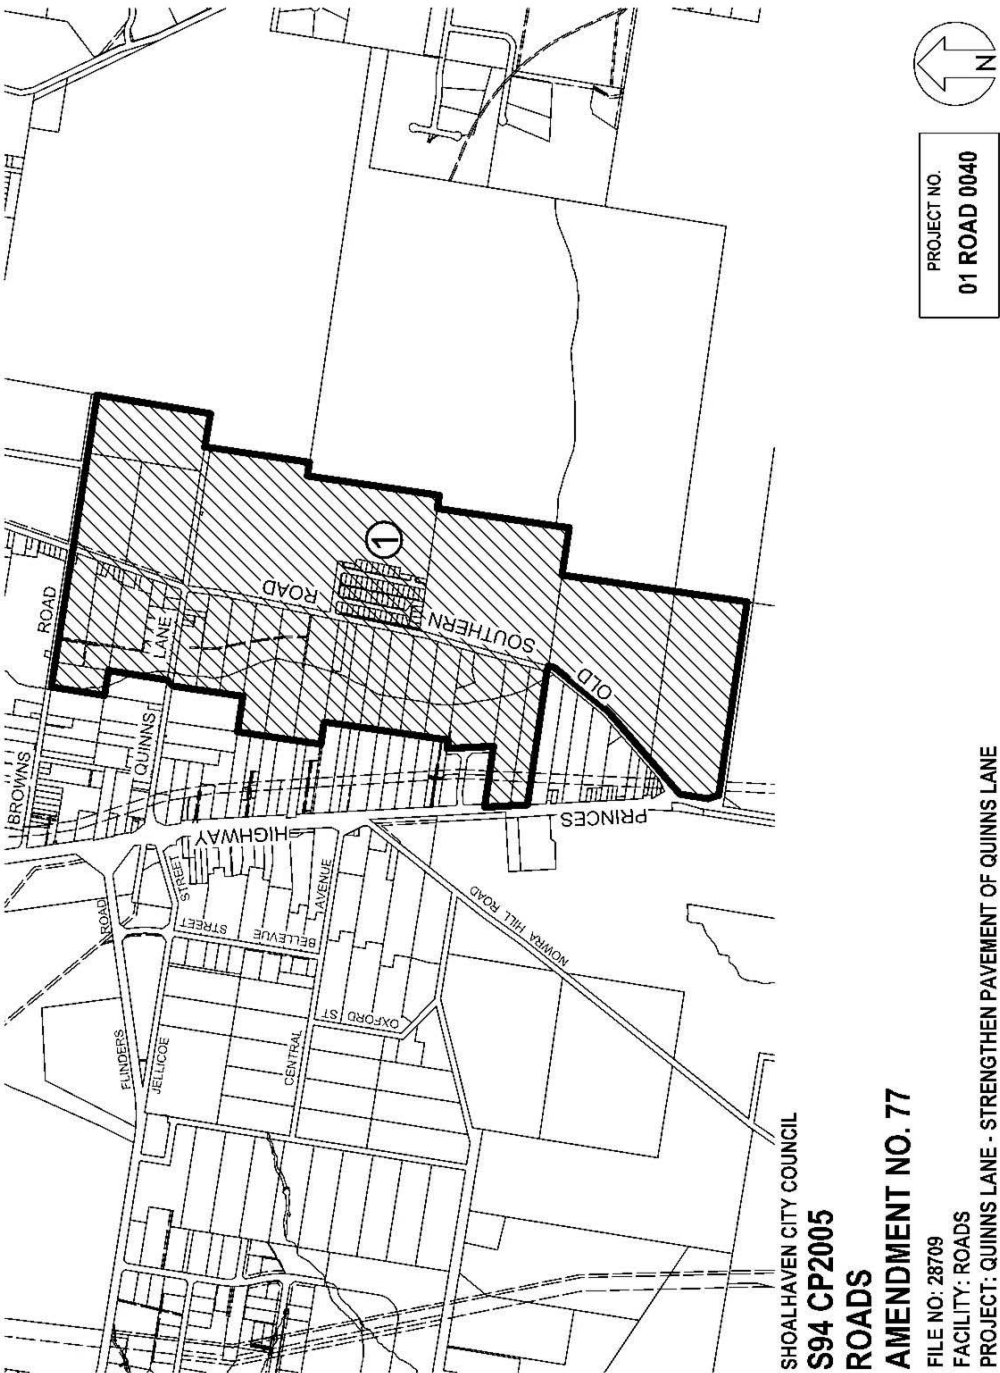 BROWNS
ROAD
QUINNS
LANE
SOUTHERN
ROAD
OLD
1
PRINCES
HIGHWAY
FLINDERS
ROAD
JELLICOE
STREET
BELLEVUE
STREET
CENTRAL
AVENUE
OXFORD ST
NOWRA HILL ROAD
SHOALHAVEN CITY COUNCIL
S94 CP2005
ROADS
AMENDMENT NO. 77
FILE NO: 28709
FACILITY: ROADS
PROJECT: QUINNS LANE - STRENGTHEN PAVEMENT OF QUINNS LANE
PROJECT NO.
01 ROAD 0040
N